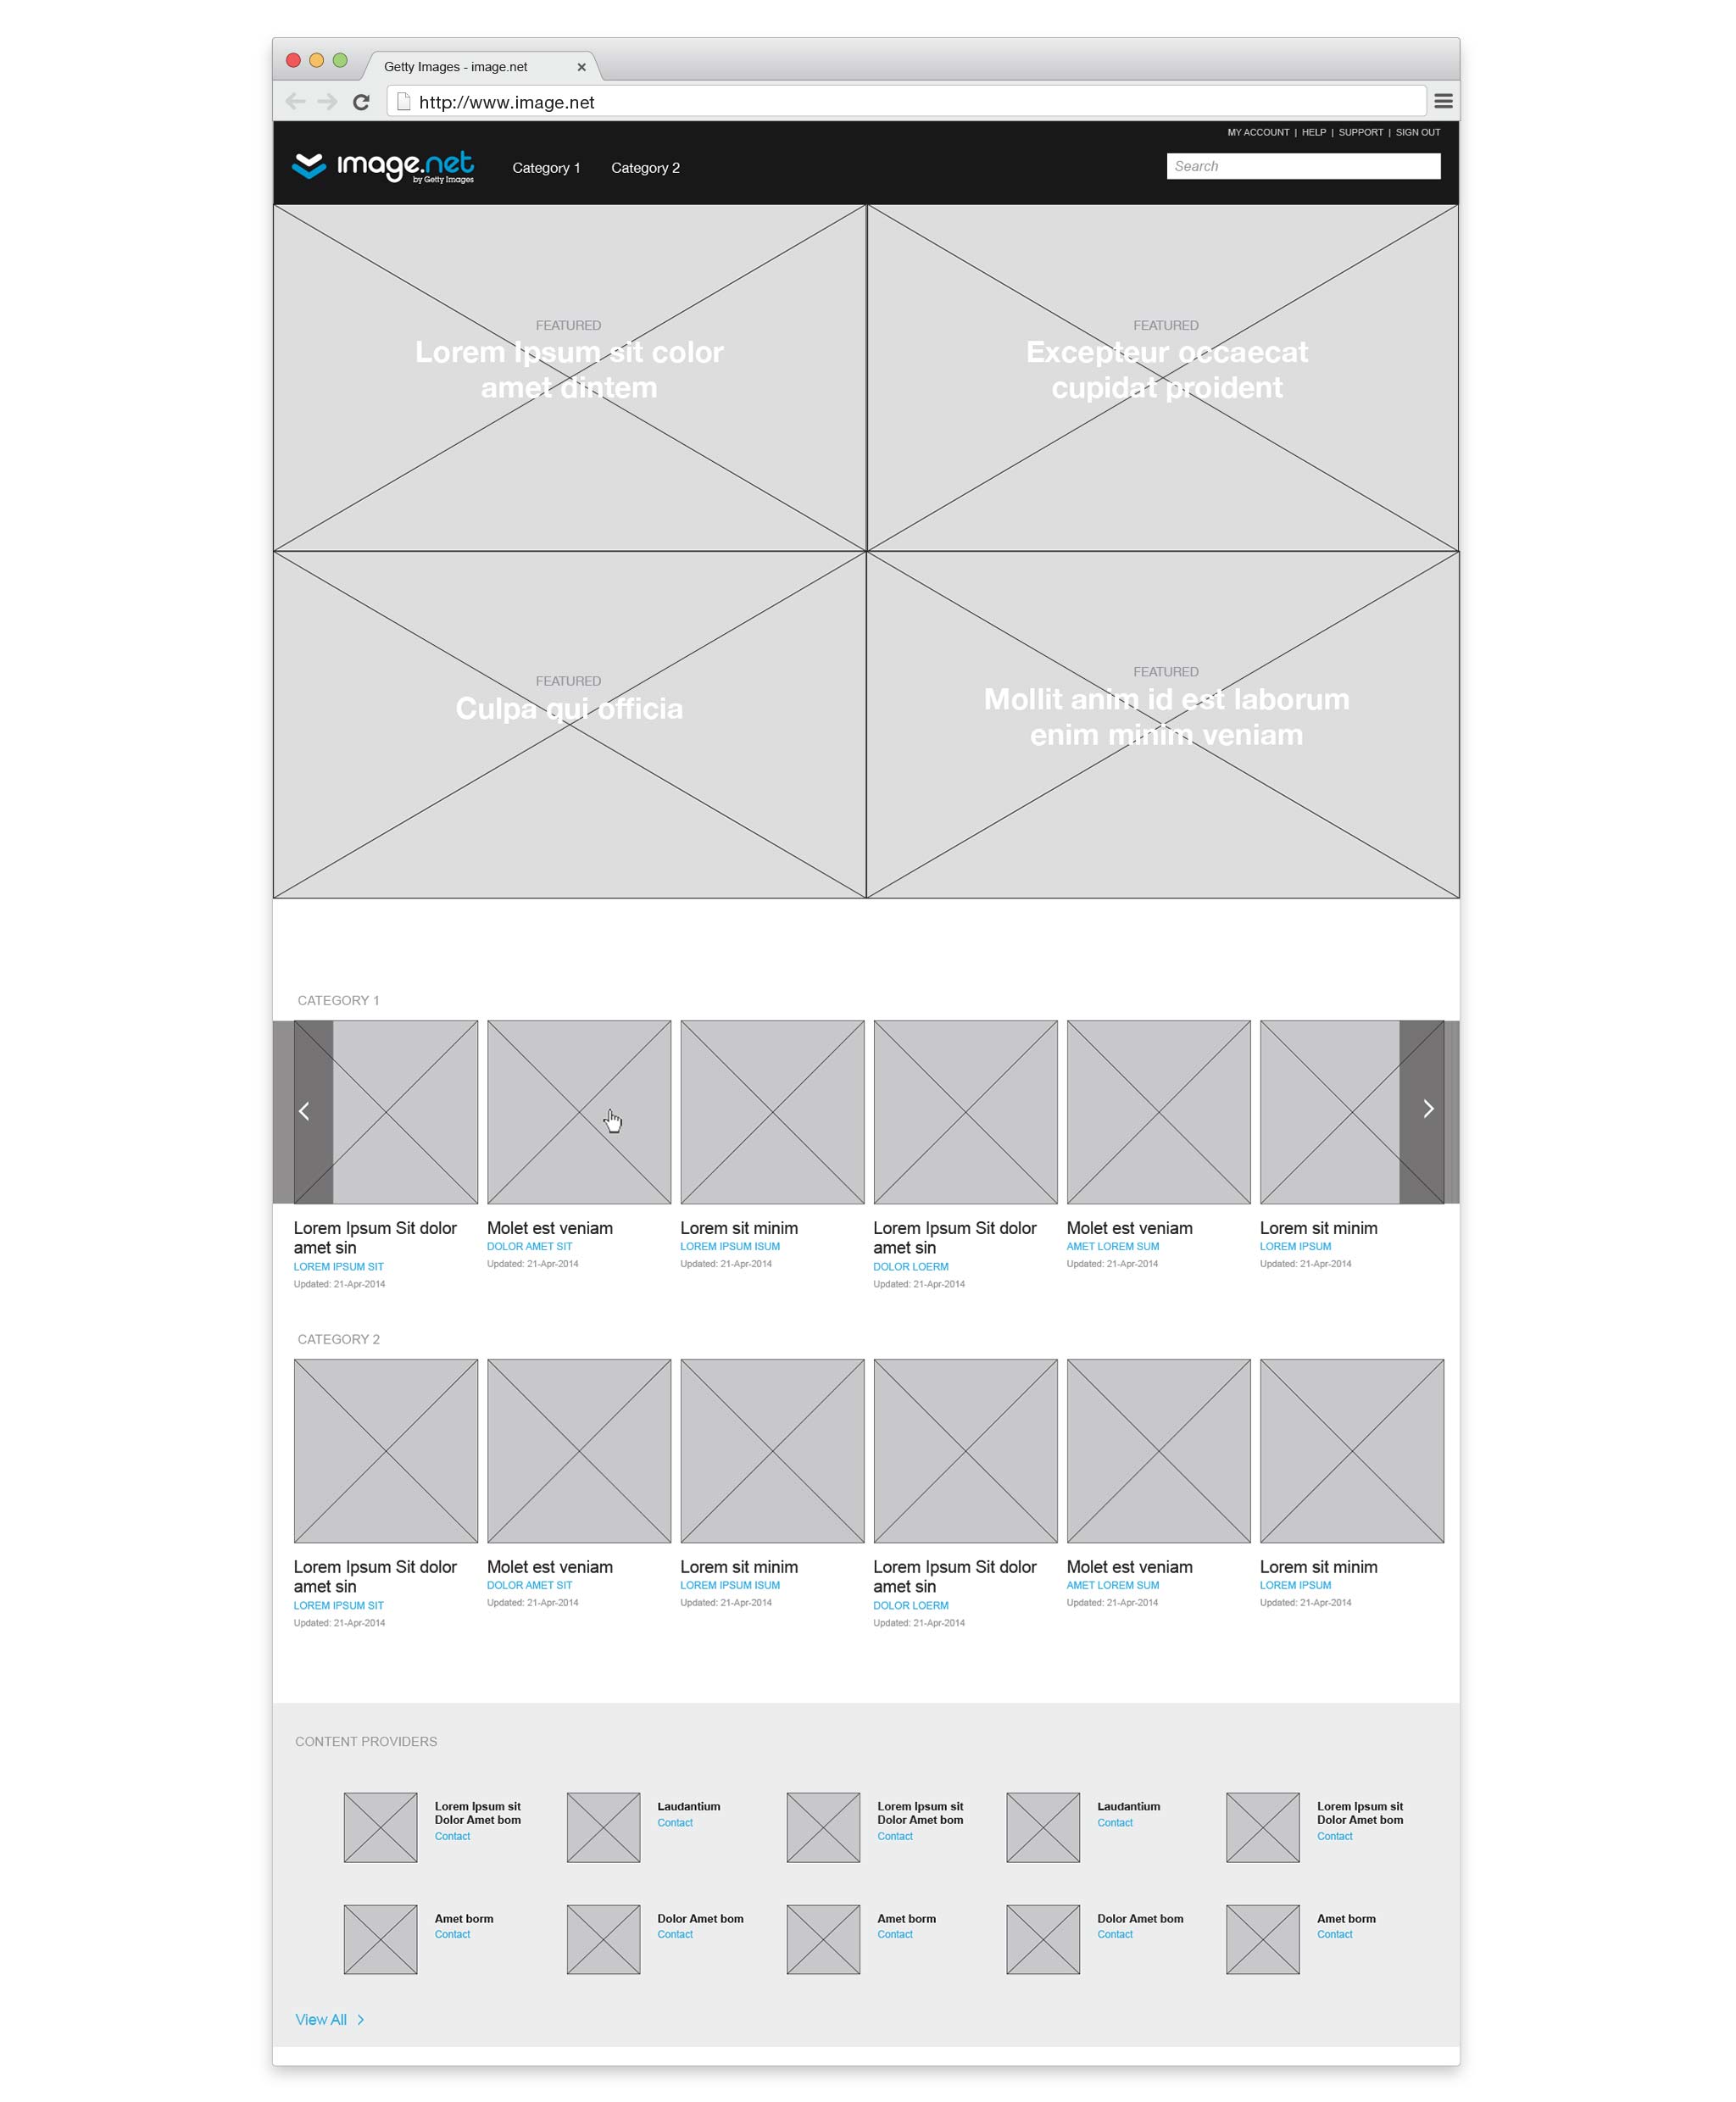 Getty Images - image.net
http://www.image.net
MY ACCOUNT | HELP | SUPPORT | SIGN OUT
image.net
by Getty Images
Category 1
Category 2
Search
FEATURED
Lorem Ipsum sit color
amet dintem
FEATURED
Excepteur occaecat
cupidat proident
FEATURED
Culpa qui officia
FEATURED
Mollit anim id est laborum
enim minim veniam
CATEGORY 1
Lorem Ipsum Sit dolor
amet sin
LOREM IPSUM SIT
Updated: 21-Apr-2014
Molet est veniam
DOLOR AMET SIT
Updated: 21-Apr-2014
Lorem sit minim
LOREM IPSUM ISUM
Updated: 21-Apr-2014
Lorem Ipsum Sit dolor
amet sin
DOLOR LOERM
Updated: 21-Apr-2014
Molet est veniam
AMET LOREM SUM
Updated: 21-Apr-2014
Lorem sit minim
LOREM IPSUM
Updated: 21-Apr-2014
CATEGORY 2
Lorem Ipsum Sit dolor
amet sin
LOREM IPSUM SIT
Updated: 21-Apr-2014
Molet est veniam
DOLOR AMET SIT
Updated: 21-Apr-2014
Lorem sit minim
LOREM IPSUM ISUM
Updated: 21-Apr-2014
Lorem Ipsum Sit dolor
amet sin
DOLOR LOERM
Updated: 21-Apr-2014
Molet est veniam
AMET LOREM SUM
Updated: 21-Apr-2014
Lorem sit minim
LOREM IPSUM
Updated: 21-Apr-2014
CONTENT PROVIDERS
Lorem Ipsum sit
Dolor Amet bom
Contact
Laudantium
Contact
Lorem Ipsum sit
Dolor Amet bom
Contact
Laudantium
Contact
Lorem Ipsum sit
Dolor Amet bom
Contact
Amet borm
Contact
Dolor Amet bom
Contact
Amet borm
Contact
Dolor Amet bom
Contact
Amet borm
Contact
View All